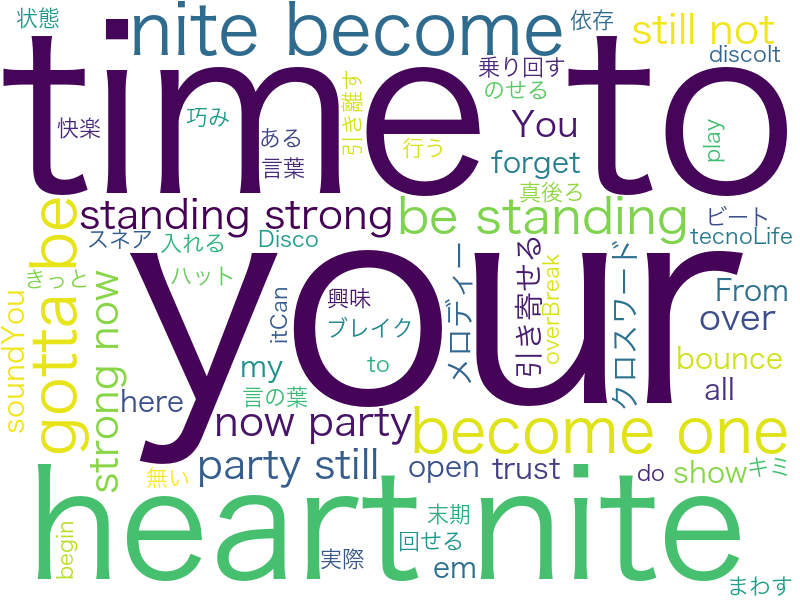 状態
nite become
依存
still not
discolt
time to
乗り回す
のせる
快楽
巧み
ある
言葉
引き離す
行う
You
play
forget
真後ろ
standing strong
be standing
ビート
tecnoLife
スネア
入れる
Disco
your
gotta be
きっと
ハット
soundYou
strong now
itCan
興味
ブレイク
メロディー
引き寄せる
overBreak
クロスワード
From
over
bounce
to
my
言の葉
all
here
now party
become one
party still
open
trust
do
show
キミ
無い
heart nite
begin
末期
回せる
実際
em
まわす